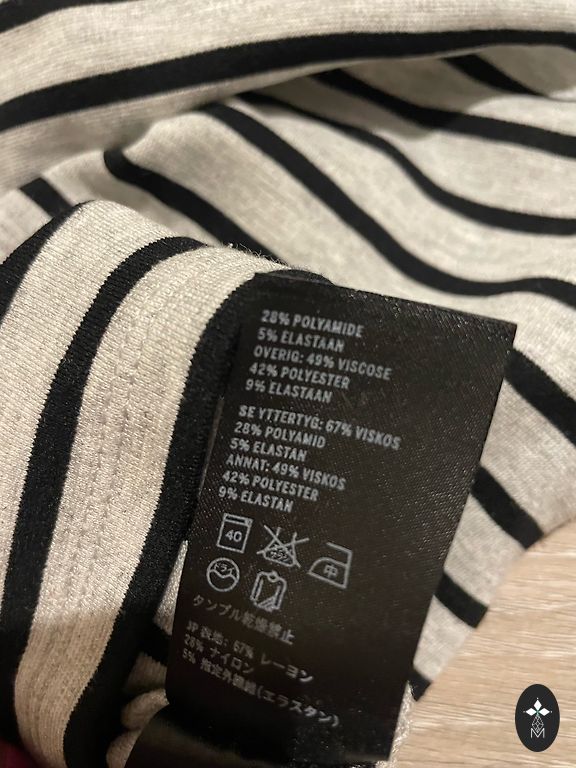 28% POLYAMIDE
5% ELASTAAN
OVERIG: 49% VISCOSE
42% POLYESTER
9% ELASTAAN
SE YTTERTYG: 67% VISKOS
28% POLYAMID
5% ELASTAN
ANNAT: 49% VISKOS
42% POLYESTER
9% ELASTAN
40 中
ドライ
タンブル乾燥禁止
JP 表地: 67% レーヨン
28% ナイロン
5% 指定外繊維(エラスタン)
M